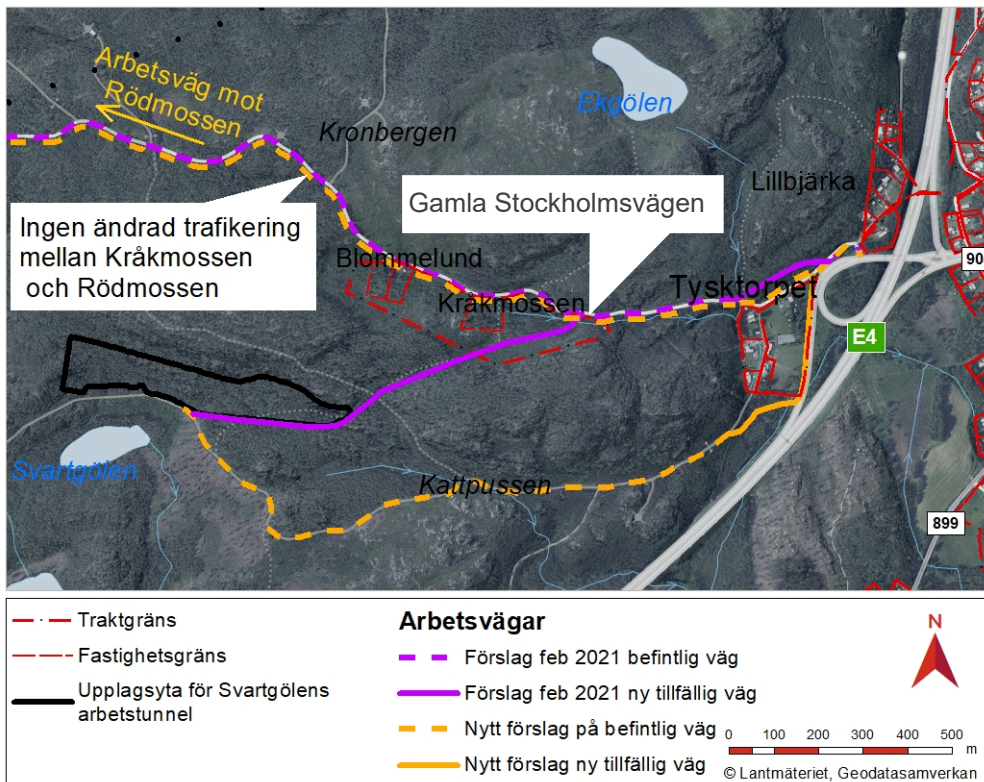 Arbetsväg mot
Rödmossen
Ekgölen
Kronbergen
Lillbjärka
Gamla Stockholmsvägen
Ingen ändrad trafikering
mellan Kråkmossen
och Rödmossen
Blommelund
Kråkmossen
Tysktorpet
90
E4
Svartgölen
Kattpussen
899
Traktgräns
Fastighetsgräns
Upplagsyta för Svartgölens
arbetstunnel
Arbetsvägar
Förslag feb 2021 befintlig väg
Förslag feb 2021 ny tillfällig väg
Nytt förslag på befintlig väg
Nytt förslag ny tillfällig väg
N
0 100 200 300 400 500
m
© Lantmäteriet, Geodatasamverkan